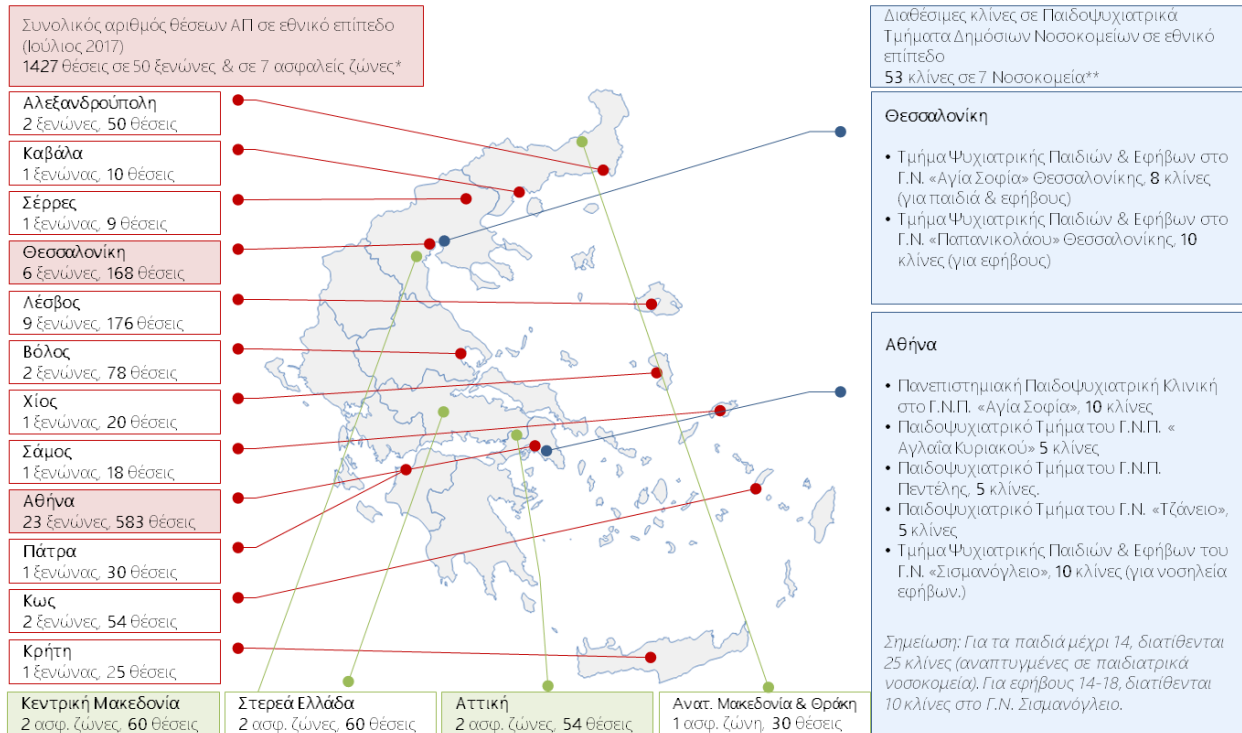 Συνολικός αριθμός θέσεων ΑΠ σε εθνικό επίπεδο
(Ιούλιος 2017)
1427 θέσεις σε 50 ξενώνες & σε 7 ασφαλείς ζώνες*
Αλεξανδρούπολη
2 ξενώνες, 50 θέσεις
Καβάλα
1 ξενώνας, 10 θέσεις
Σέρρες
1 ξενώνας, 9 θέσεις
Θεσσαλονίκη
6 ξενώνες, 168 θέσεις
Λέσβος
9 ξενώνες, 176 θέσεις
Βόλος
2 ξενώνες, 78 θέσεις
Χίος
1 ξενώνας, 20 θέσεις
Σάμος
1 ξενώνας, 18 θέσεις
Αθήνα
23 ξενώνες, 583 θέσεις
Πάτρα
1 ξενώνας, 30 θέσεις
Κως
2 ξενώνες, 54 θέσεις
Κρήτη
1 ξενώνας, 25 θέσεις
Κεντρική Μακεδονία
2 ασφ. ζώνες, 60 θέσεις
Στερεά Ελλάδα
2 ασφ. ζώνες, 60 θέσεις
Αττική
2 ασφ. ζώνες, 54 θέσεις
Ανατ. Μακεδονία & Θράκη
1 ασφ. ζώνη, 30 θέσεις
Διαθέσιμες κλίνες σε Παιδοψυχιατρικά
Τμήματα Δημόσιων Νοσοκομείων σε εθνικό
επίπεδο
53 κλίνες σε 7 Νοσοκομεία**
Θεσσαλονίκη
• Τμήμα Ψυχιατρικής Παιδιών & Εφήβων στο
Γ.Ν. «Αγία Σοφία» Θεσσαλονίκης, 8 κλίνες
(για παιδιά & εφήβους)
• Τμήμα Ψυχιατρικής Παιδιών & Εφήβων στο
Γ.Ν. «Παπανικολάου» Θεσσαλονίκης, 10
κλίνες (για εφήβους)
Αθήνα
• Πανεπιστημιακή Παιδοψυχιατρική Κλινική
στο Γ.Ν.Π. «Αγία Σοφία», 10 κλίνες
• Παιδοψυχιατρικό Τμήμα του Γ.Ν.Π. «
Αγλαΐα Κυριακού» 5 κλίνες
• Παιδοψυχιατρικό Τμήμα του Γ.Ν.Π.
Πεντέλης, 5 κλίνες.
• Παιδοψυχιατρικό Τμήμα του Γ.Ν. «Τζάνειο»,
5 κλίνες
• Τμήμα Ψυχιατρικής Παιδιών & Εφήβων του
Γ.Ν. «Σισμανόγλειο», 10 κλίνες (για νοσηλεία
εφήβων.)
Σημείωση: Για τα παιδιά μέχρι 14, διατίθενται
25 κλίνες (αναπτυγμένες σε παιδιατρικά
νοσοκομεία). Για εφήβους 14-18, διατίθενται
10 κλίνες στο Γ.Ν. Σισμανόγλειο.